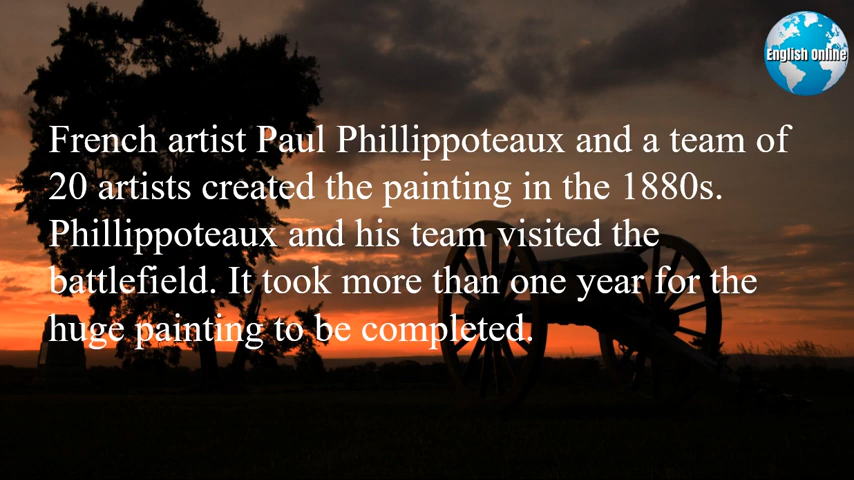 English Online
French artist Paul Phillippoteaux and a team of
20 artists created the painting in the 1880s.
Phillippoteaux and his team visited the
battlefield. It took more than one year for the
huge painting to be completed.